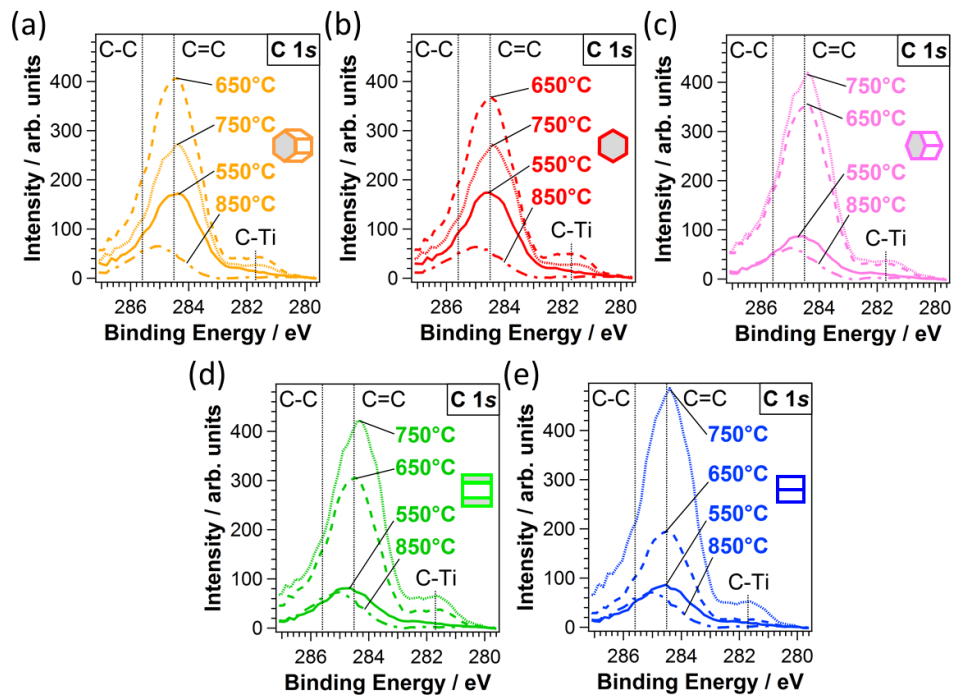 (a)
C-C
C=C
C 1s
650°C
750°C
550°C
850°C
C-Ti
400
300
200
100
0
286
284
282
280
Intensity / arb. units
Binding Energy / eV
(b)
C-C
C=C
C 1s
650°C
750°C
550°C
850°C
C-Ti
400
300
200
100
0
286
284
282
280
Intensity / arb. units
Binding Energy / eV
(c)
C-C
C=C
C 1s
750°C
650°C
550°C
850°C
C-Ti
400
300
200
100
0
286
284
282
280
Intensity / arb. units
Binding Energy / eV
(d)
C-C
C=C
C 1s
750°C
650°C
550°C
850°C
C-Ti
400
300
200
100
0
286
284
282
280
Intensity / arb. units
Binding Energy / eV
(e)
C-C
C=C
C 1s
750°C
650°C
550°C
850°C
C-Ti
400
300
200
100
0
286
284
282
280
Intensity / arb. units
Binding Energy / eV